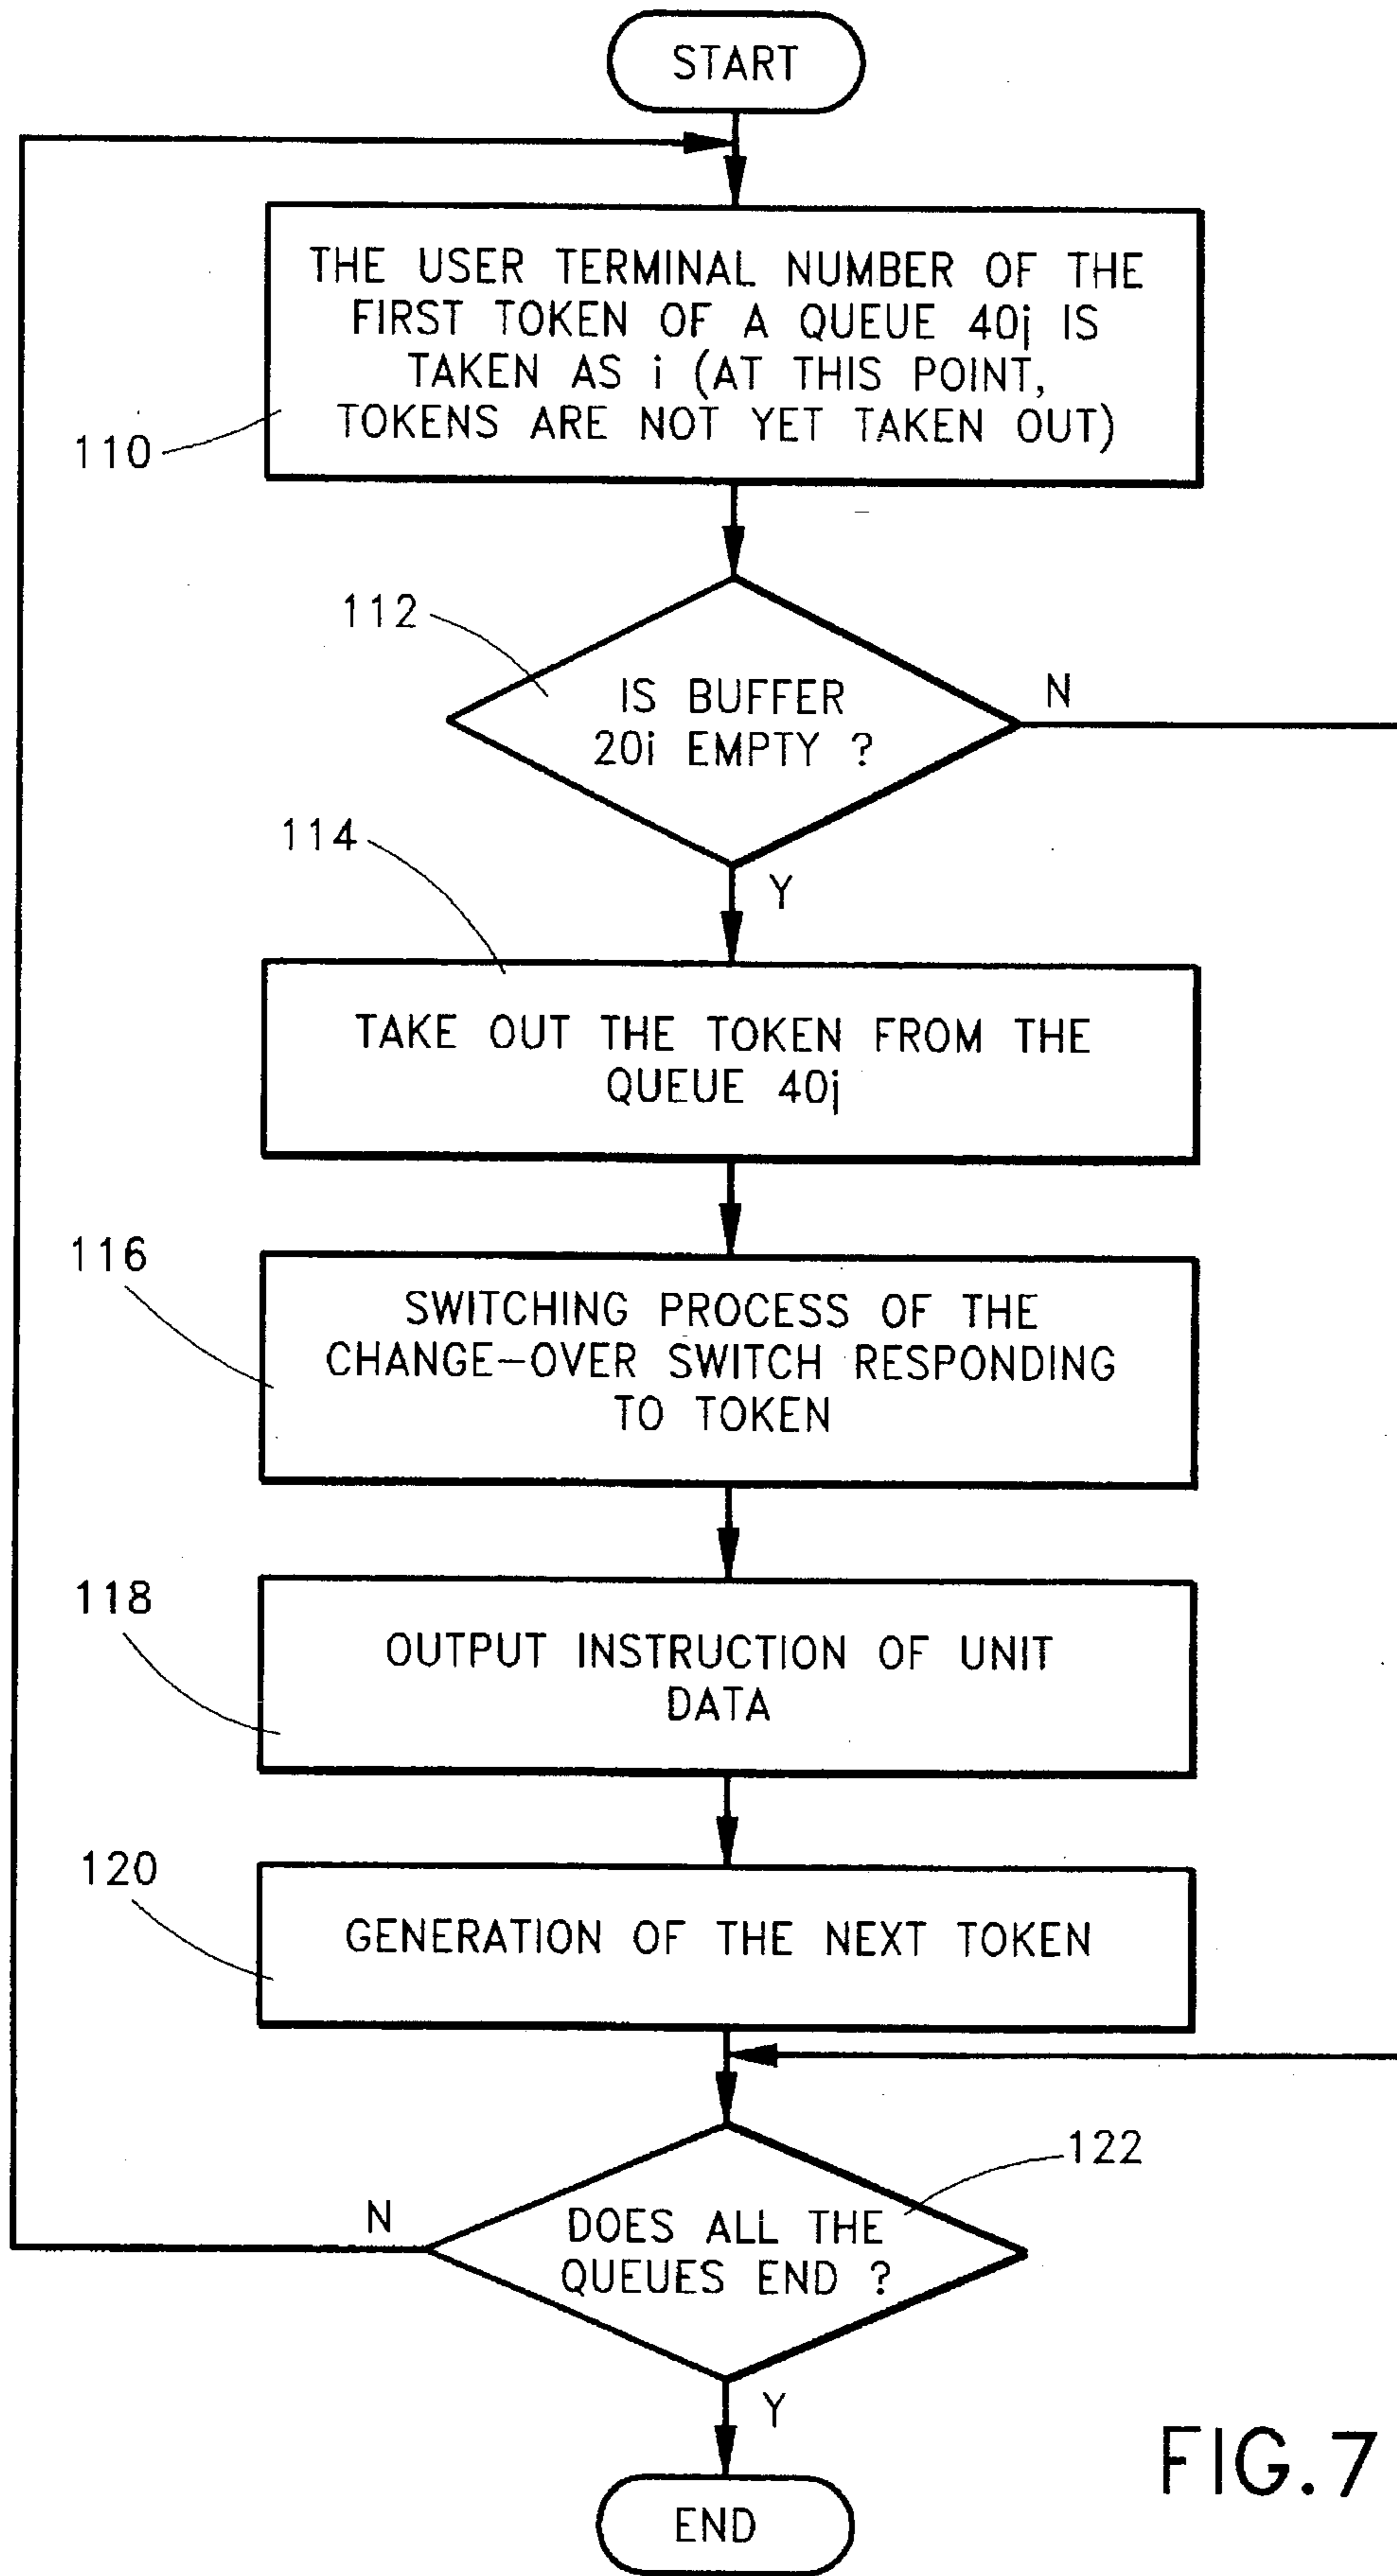 START
THE USER TERMINAL NUMBER OF THE
FIRST TOKEN OF A QUEUE 40j IS
TAKEN AS i (AT THIS POINT,
TOKENS ARE NOT YET TAKEN OUT)
110
112
IS BUFFER
20i EMPTY ?
N
Y
114
TAKE OUT THE TOKEN FROM THE
QUEUE 40j
116
SWITCHING PROCESS OF THE
CHANGE-OVER SWITCH RESPONDING
TO TOKEN
118
OUTPUT INSTRUCTION OF UNIT
DATA
120
GENERATION OF THE NEXT TOKEN
122
N
DOES ALL THE
QUEUES END ?
Y
END
FIG.7